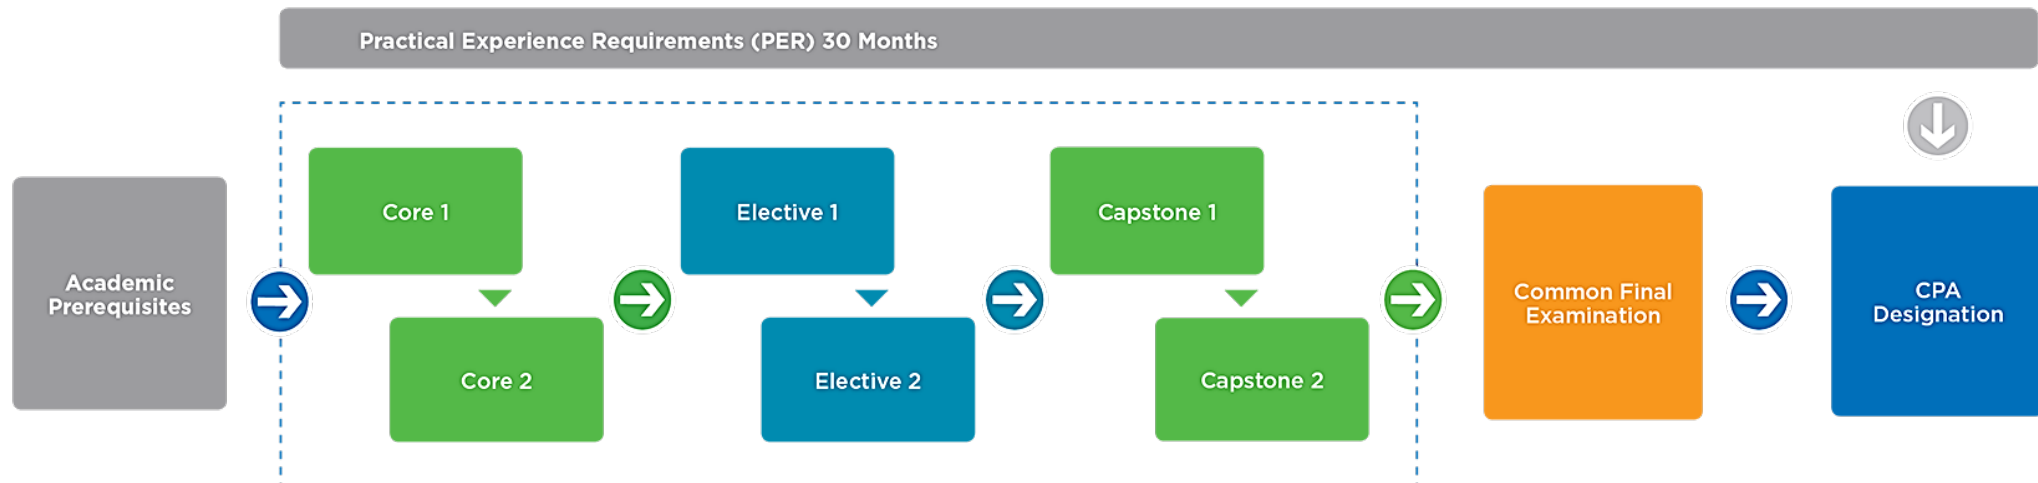 Practical Experience Requirements (PER) 30 Months
Academic
Prerequisites
Core 1
Core 2
Elective 1
Elective 2
Capstone 1
Capstone 2
Common Final
Examination
CPA
Designation